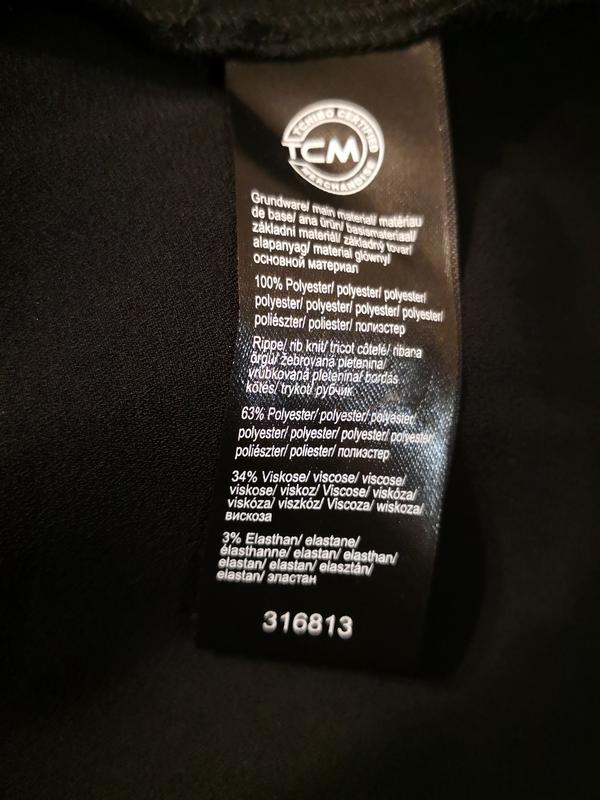 TCHIBO CERTIFIED
TCM
MERCHANDISE
Grundware/ main material/ matériau
de base/ ana ürün/ basismateriaal/
základní materiál/ základný tovar/
alapanyag/ materiał główny/
основной материал
100% Polyester/ polyester/ polyester/
polyester/ polyester/ polyester/ polyester/
poliészter/ poliester/ полиэстер
Rippe/ rib knit/ tricot côtelé/ ribana
örgü/ žebrovaná pletenina/
vrúbkovaná pletenina/ bordás
kötés/ trykot/ рубчик
63% Polyester/ polyester/ polyester
polyester/ polyester/ polyester/ polyester
poliészter/ poliester/ полиэстер
34% Viskose/ viscose/ viscose/
viskose/ viskoz/ Viscose/ viskóza/
viskóza/ viszkóz/ Viscoza/ wiskoza/
вискоза
3% Elasthan/ elastane/
élasthanne/ elastan/ elasthan/
elastan/ elastan/ elasztán/
elastan/ эластан
316813